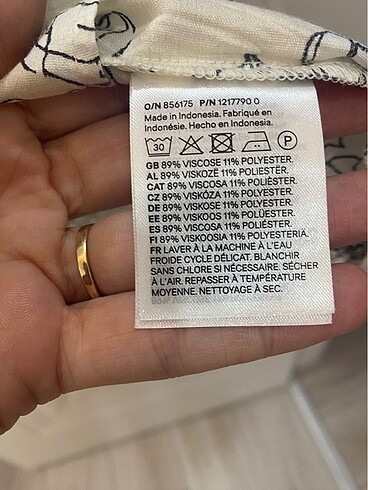 O/N 856175 P/N 1217790 0
Made in Indonesia. Fabriqué en
Indonésie. Hecho en Indonesia.
30 P
GB 89% VISCOSE 11% POLYESTER.
AL 89% VISKOZË 11% POLIESTËR.
CAT 89% VISCOSA 11% POLIÈSTER.
CZ 89% VISKÓZA 11% POLYESTER.
DE 89% VISKOSE 11% POLYESTER.
EE 89% VISKOOS 11% POLÜESTER.
ES 89% VISCOSA 11% POLIÉSTER.
FI 89% VISKOOSIA 11% POLYESTERIÄ.
FR LAVER À LA MACHINE À L'EAU
FROIDE CYCLE DÉLICAT. BLANCHIR
SANS CHLORE SI NÉCESSAIRE. SÉCHER
À L'AIR. REPASSER À TEMPÉRATURE
MOYENNE. NETTOYAGE À SEC.